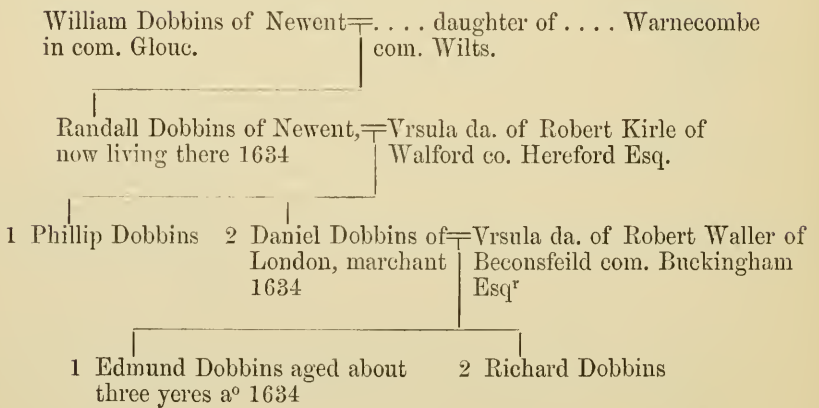 William Dobbins of Newent=. . . . daughter of . . . . Warnecombe
in com. Glouc. com. Wilts.
Randall Dobbins of Newent,=Vrsula da. of Robert Kirle of
now living there 1634 Walford co. Hereford Esq.
1 Phillip Dobbins 2 Daniel Dobbins of=Vrsula da. of Robert Waller of
London, marchant Beconsfeild com. Buckingham
1634 Esqʳ
1 Edmund Dobbins aged about 2 Richard Dobbins
three yeres aº 1634